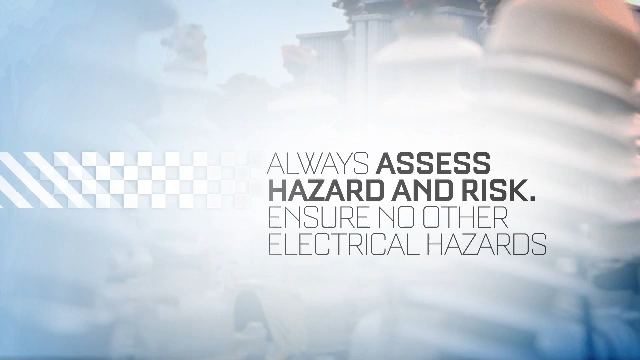 ALWAYS ASSESS
HAZARD AND RISK.
ENSURE NO OTHER
ELECTRICAL HAZARDS